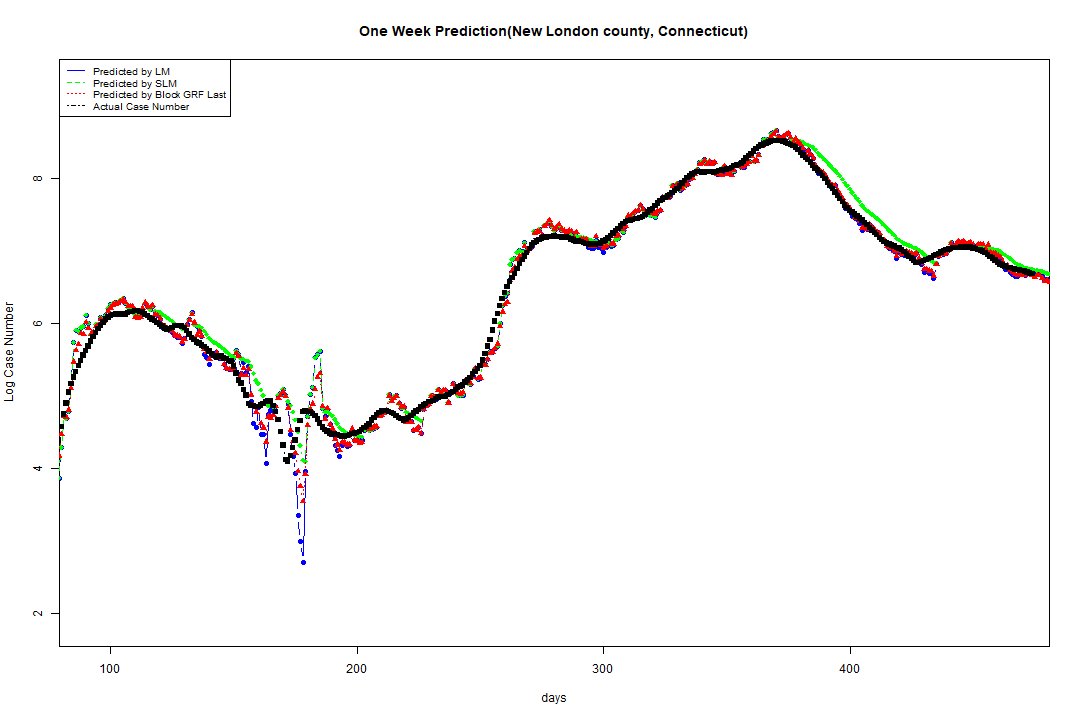 One Week Prediction(New London county, Connecticut)
Predicted by LM
Predicted by SLM
Predicted by Block GRF Last
Actual Case Number
8
6
4
2
Log Case Number
100 200 300 400
days